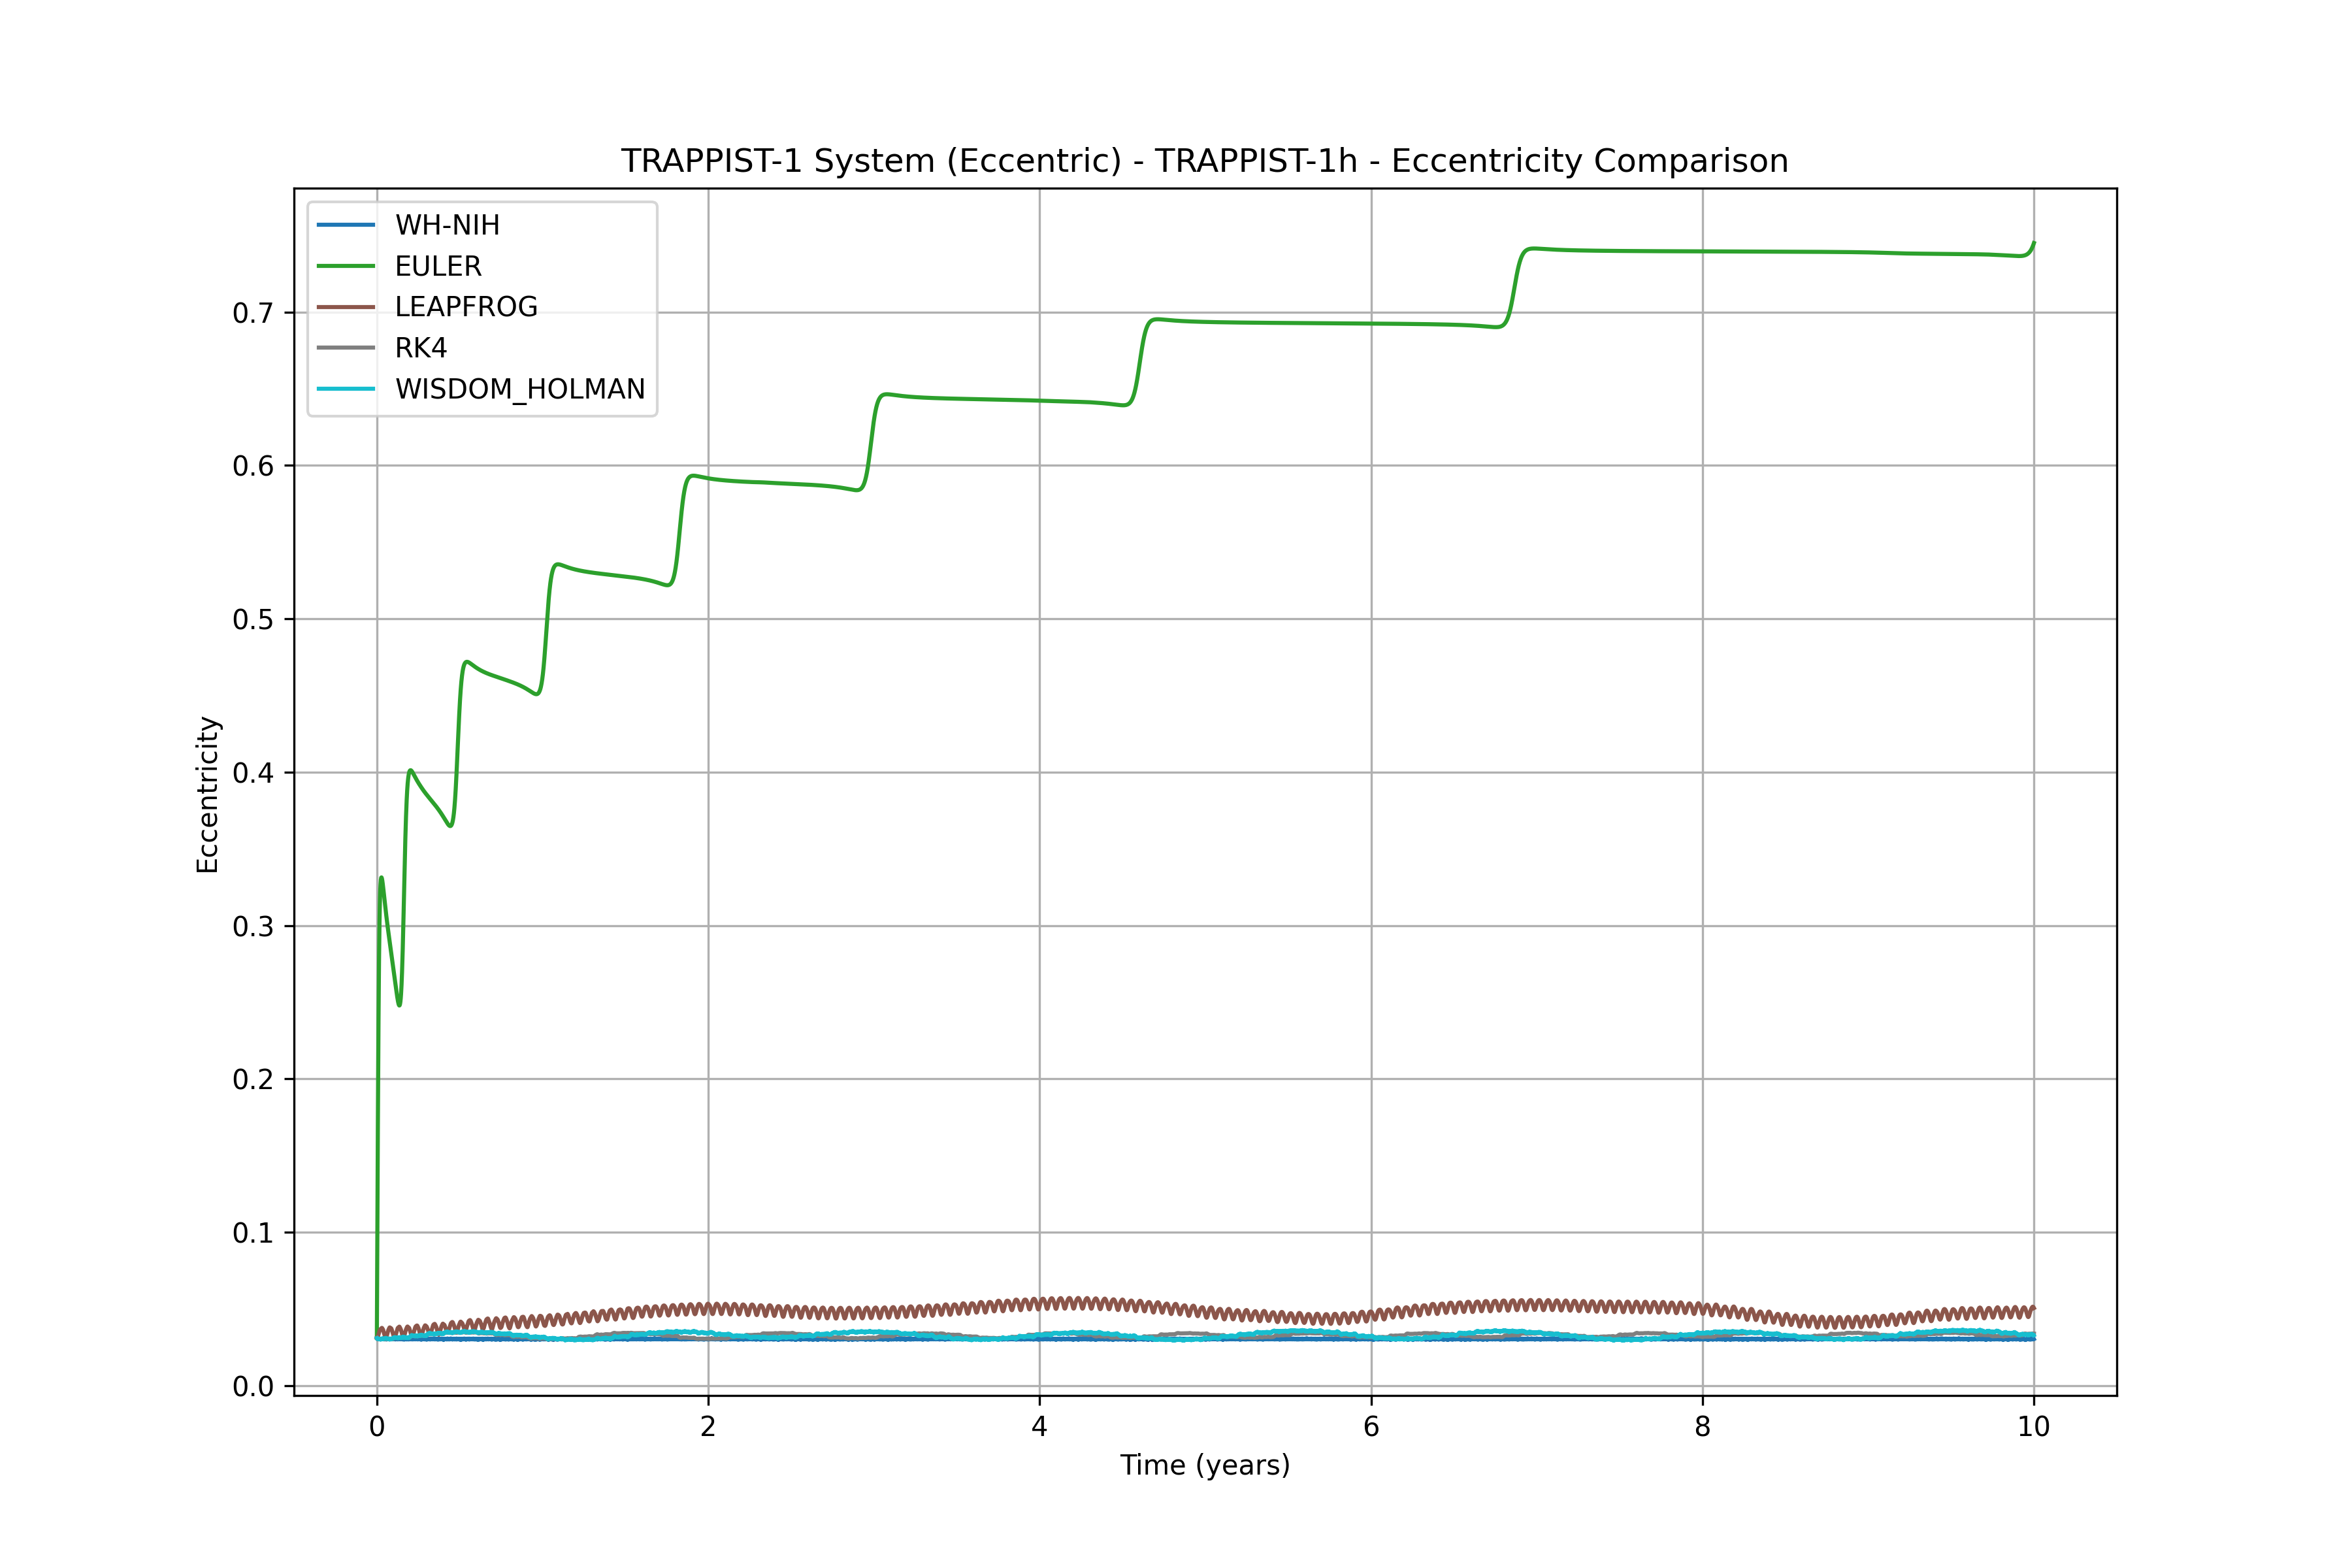 TRAPPIST-1 System (Eccentric) - TRAPPIST-1h - Eccentricity Comparison
WH-NIH
EULER
LEAPFROG
RK4
WISDOM_HOLMAN
Eccentricity
0.7
0.6
0.5
0.4
0.3
0.2
0.1
0.0
0 2 4 6 8 10
Time (years)